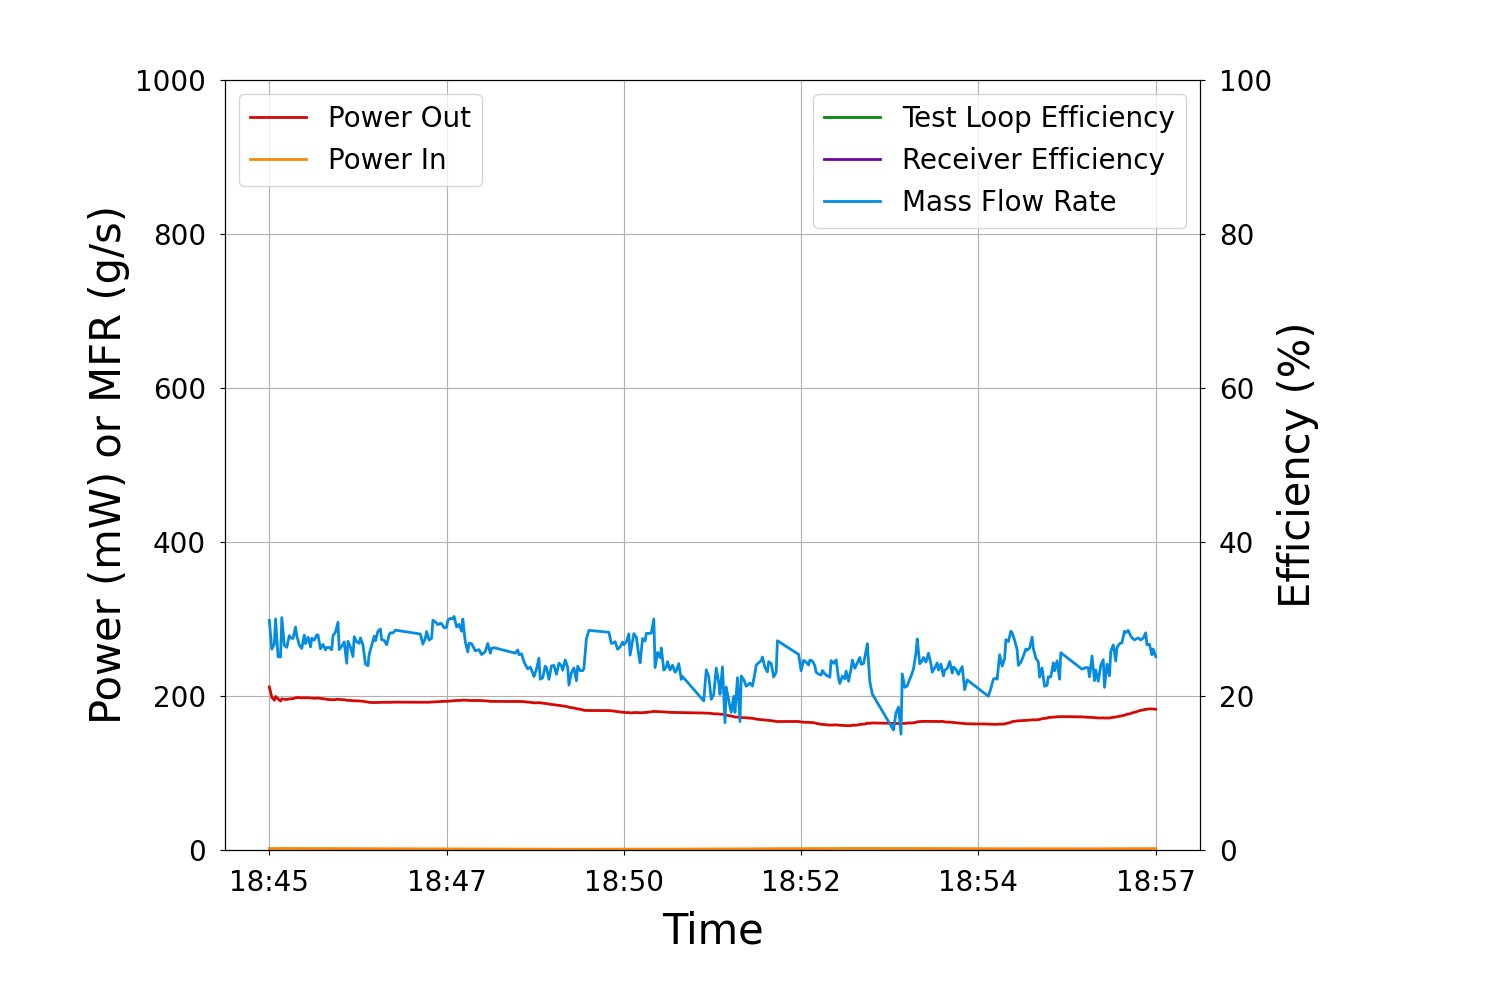 Power Out
Power In
Test Loop Efficiency
Receiver Efficiency
Mass Flow Rate
1000
800
600
400
200
0
Power (mW) or MFR (g/s)
100
80
60
40
20
0
Efficiency (%)
18:45 18:47 18:50 18:52 18:54 18:57
Time